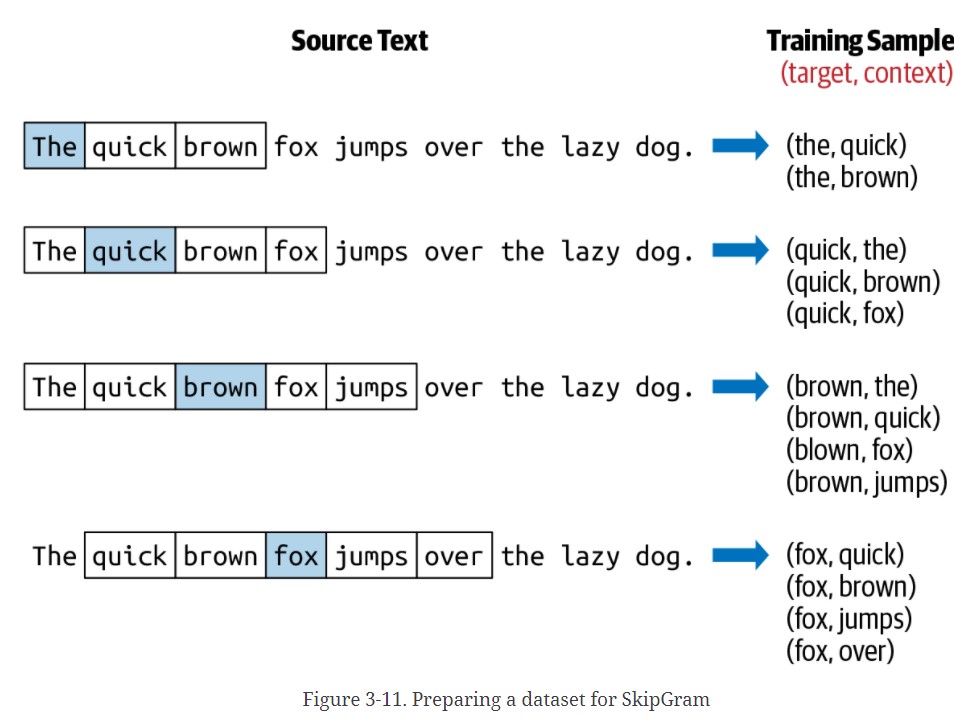 Source Text
Training Sample
(target, context)
The quick brown fox jumps over the lazy dog.
(the, quick)
(the, brown)
The quick brown fox jumps over the lazy dog.
(quick, the)
(quick, brown)
(quick, fox)
The quick brown fox jumps over the lazy dog.
(brown, the)
(brown, quick)
(blown, fox)
(brown, jumps)
The quick brown fox jumps over the lazy dog.
(fox, quick)
(fox, brown)
(fox, jumps)
(fox, over)
Figure 3-11. Preparing a dataset for SkipGram